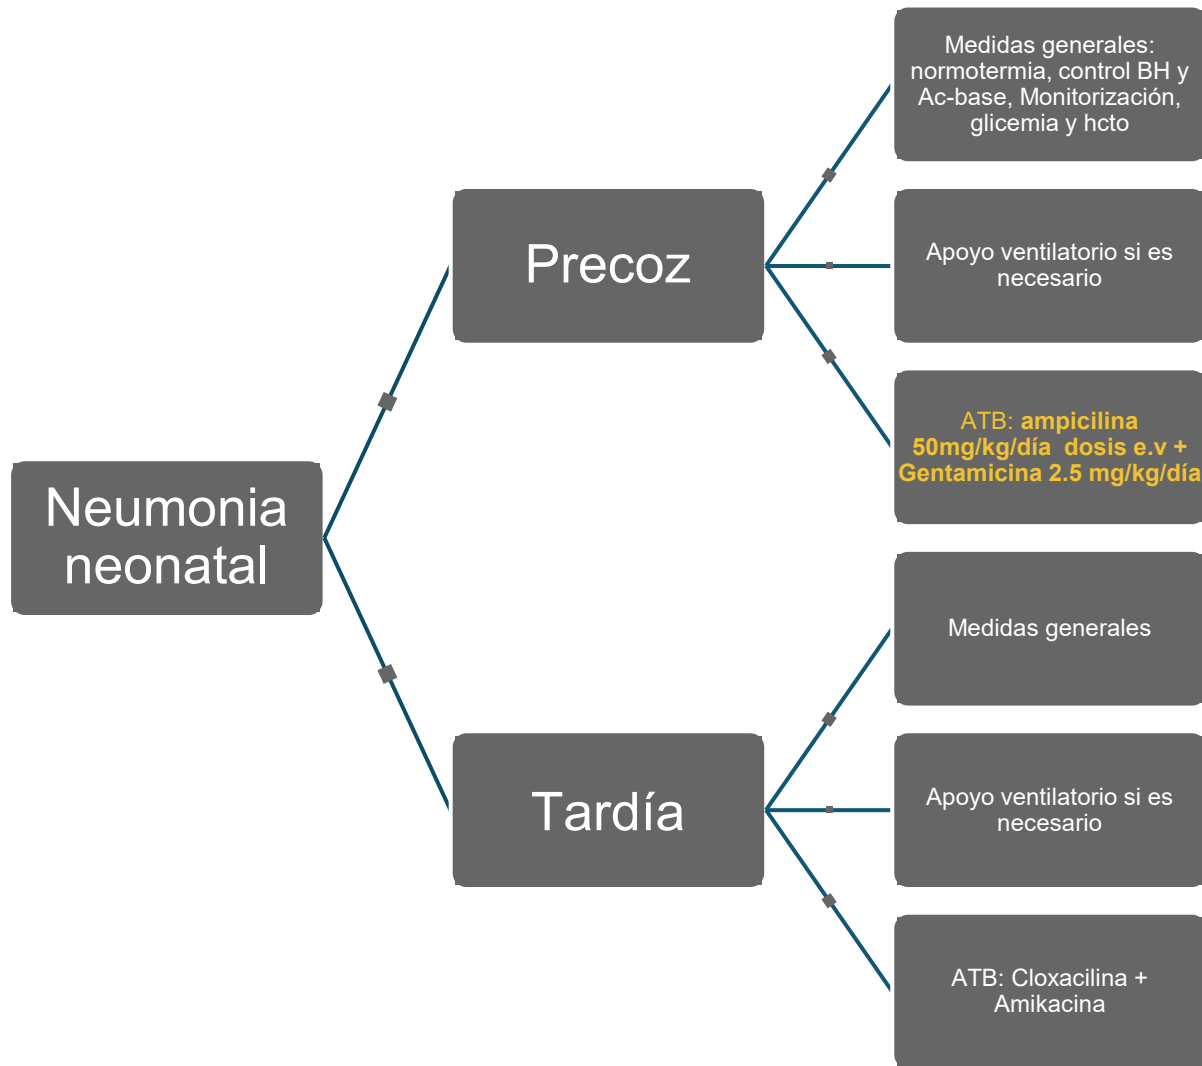 Neumonia
neonatal
Precoz
Medidas generales:
normotermia, control BH y
Ac-base, Monitorización,
glicemia y hcto
Apoyo ventilatorio si es
necesario
ATB: ampicilina
50mg/kg/día  dosis e.v +
Gentamicina 2.5 mg/kg/día
Tardía
Medidas generales
Apoyo ventilatorio si es
necesario
ATB: Cloxacilina +
Amikacina